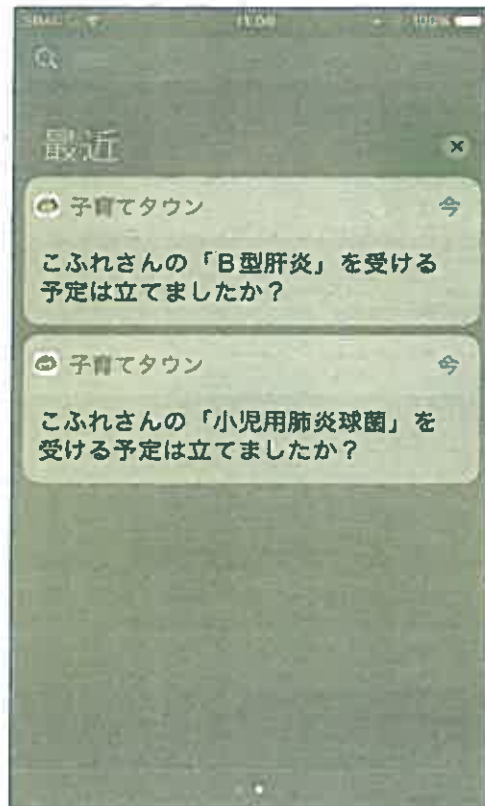 100%
最近
子育てタウン 今
こふれさんの「B型肝炎」を受ける
予定は立てましたか？
子育てタウン 今
こふれさんの「小児用肺炎球菌」を
受ける予定は立てましたか？